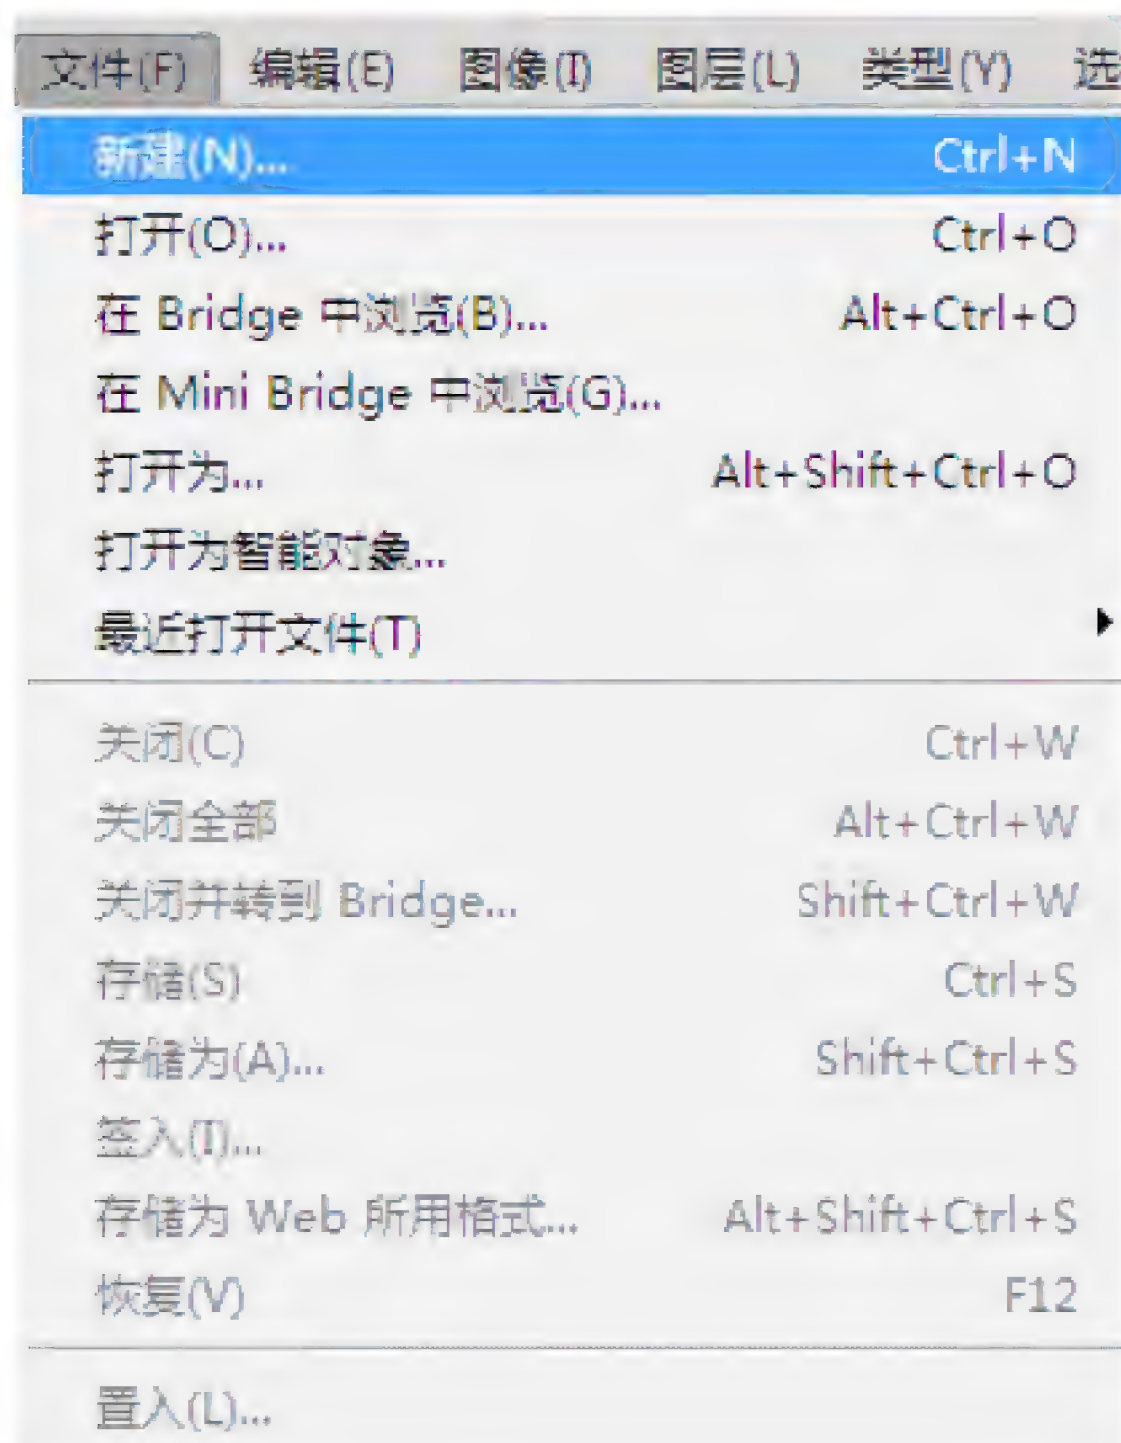 文件(F) 编辑(E) 图像(I) 图层(L) 类型(Y) 选
新建(N)... Ctrl+N
打开(O)... Ctrl+O
在 Bridge 中浏览(B)... Alt+Ctrl+O
在 Mini Bridge 中浏览(G)...
打开为... Alt+Shift+Ctrl+O
打开为智能对象...
最近打开文件(T)
关闭(C) Ctrl+W
关闭全部 Alt+Ctrl+W
关闭并转到 Bridge... Shift+Ctrl+W
存储(S) Ctrl+S
存储为(A)... Shift+Ctrl+S
签入(I)...
存储为 Web 所用格式... Alt+Shift+Ctrl+S
恢复(V) F12
置入(L)...